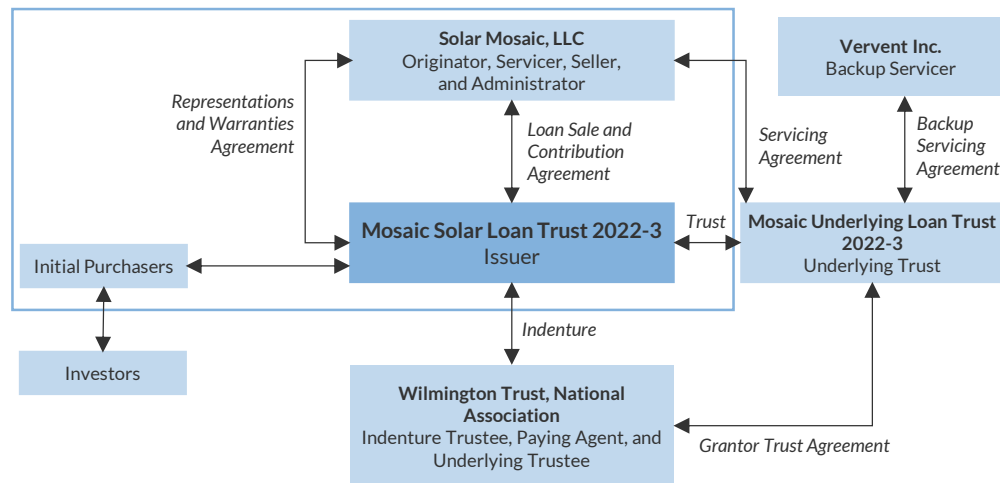 Solar Mosaic, LLC
Originator, Servicer, Seller,
and Administrator
Vervent Inc.
Backup Servicer
Representations
and Warranties
Agreement
Loan Sale and
Contribution
Agreement
Servicing
Agreement
Backup
Servicing
Agreement
Mosaic Solar Loan Trust 2022-3
Issuer
Trust
Mosaic Underlying Loan Trust
2022-3
Underlying Trust
Initial Purchasers
Indenture
Investors
Wilmington Trust, National
Association
Indenture Trustee, Paying Agent, and
Underlying Trustee
Grantor Trust Agreement